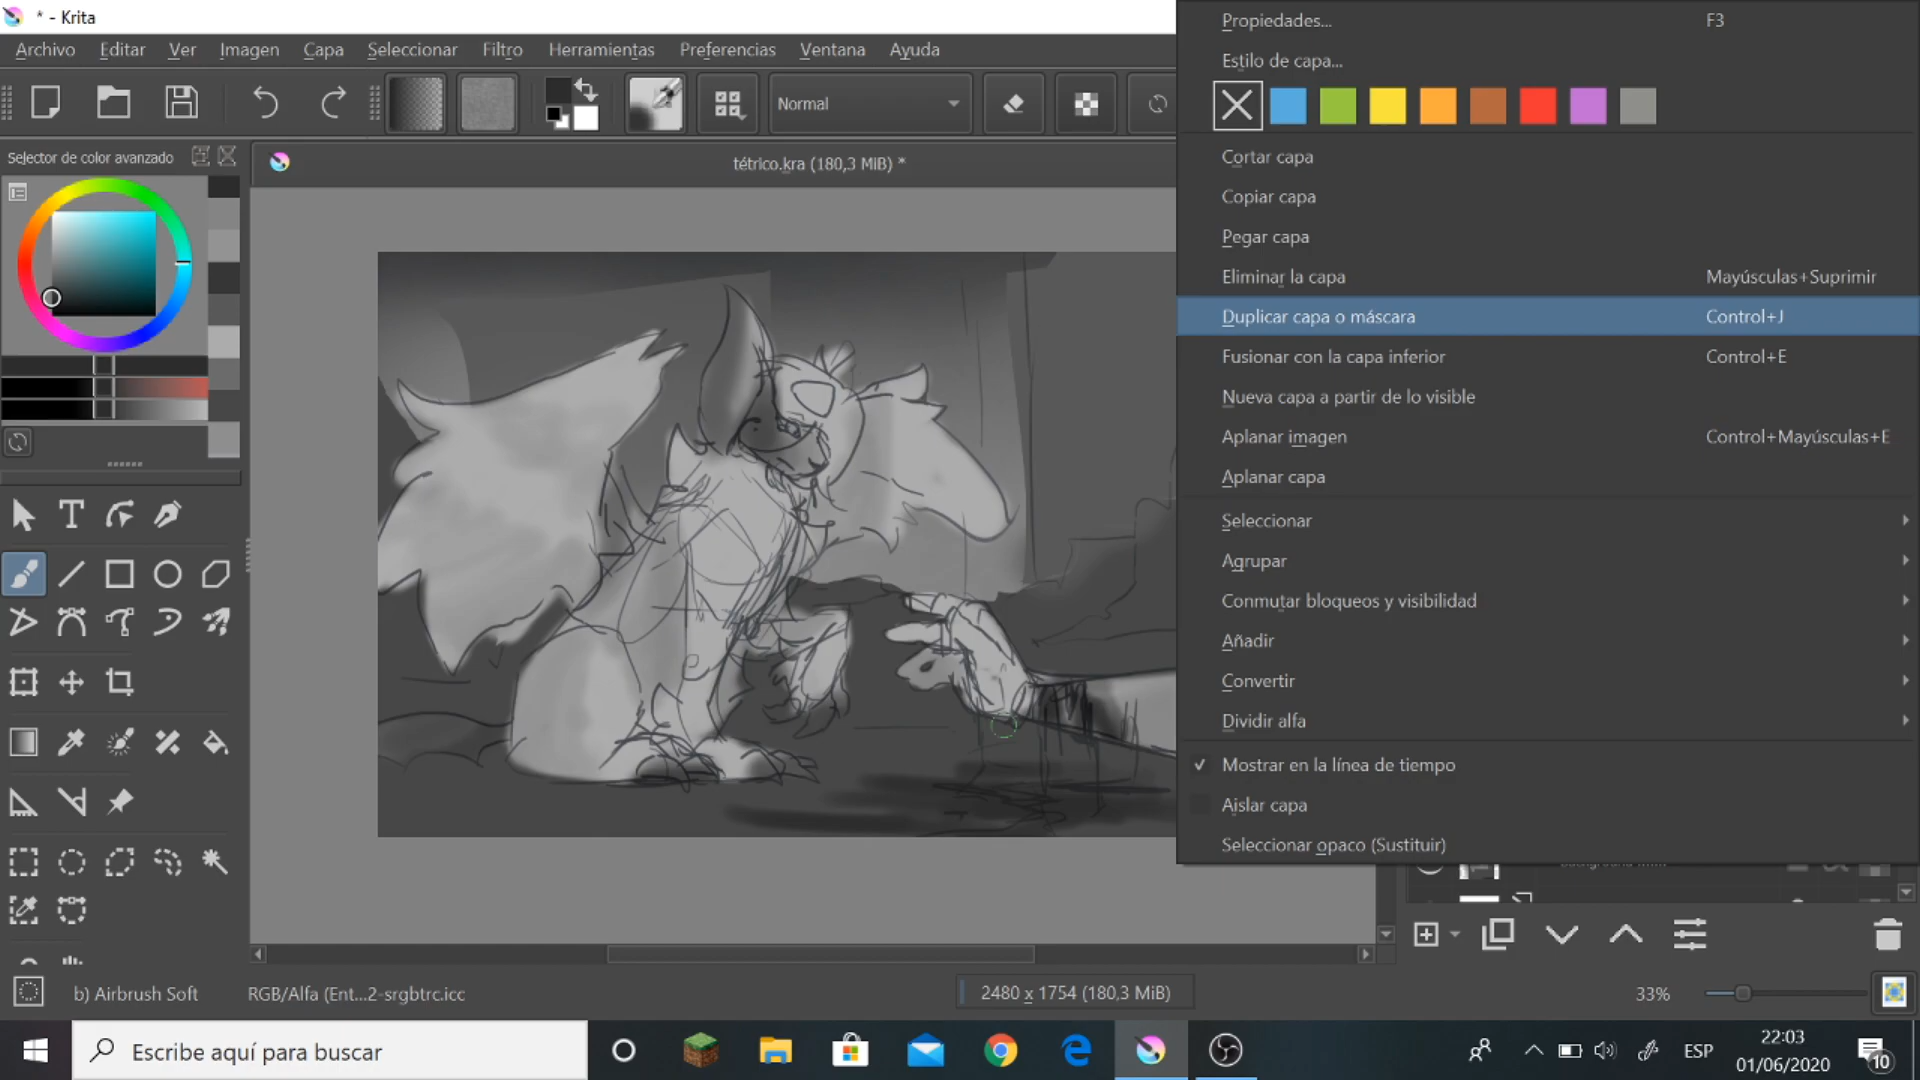 * - Krita
Archivo Editar Ver Imagen Capa Seleccionar Filtro Herramientas Preferencias Ventana Ayuda
Normal
Selector de color avanzado
tétrico.kra (180,3 MiB) *
Propiedades... F3
Estilo de capa...
Cortar capa
Copiar capa
Pegar capa
Eliminar la capa Mayúsculas+Suprimir
Duplicar capa o máscara Control+J
Fusionar con la capa inferior Control+E
Nueva capa a partir de lo visible
Aplanar imagen Control+Mayúsculas+E
Aplanar capa
Seleccionar
Agrupar
Conmutar bloqueos y visibilidad
Añadir
Convertir
Dividir alfa
Mostrar en la línea de tiempo
Aislar capa
Seleccionar opaco (Sustituir)
b) Airbrush Soft RGB/Alfa (Ent...2-srgbtrc.icc 2480 x 1754 (180,3 MiB) 33%
Escribe aquí para buscar
ESP
22:03
01/06/2020
10